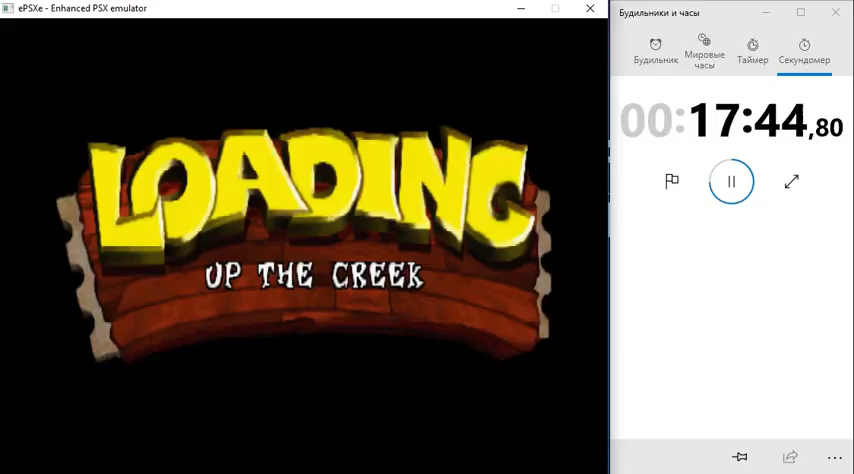 ePSXe - Enhanced PSX emulator
LOADING
UP THE CREEK
Будильники и часы
Будильник
Мировые
часы
Таймер
Секундомер
00:17:44,80